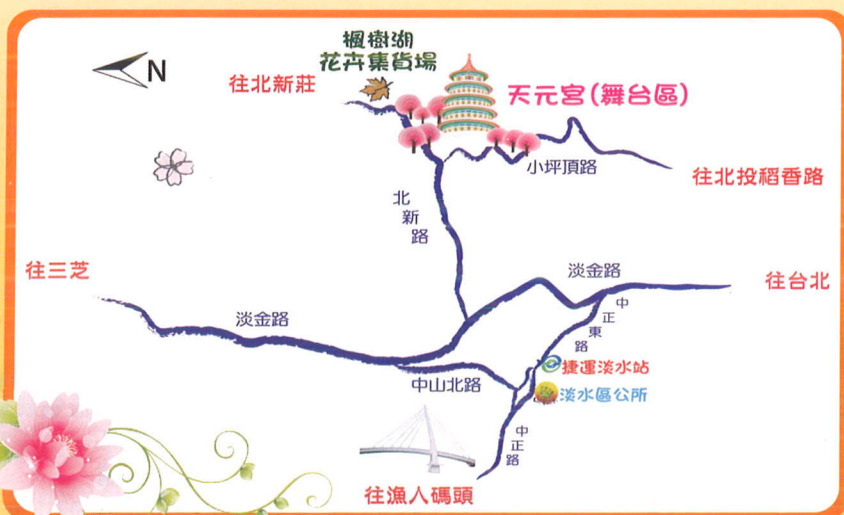 楓樹湖
花卉集貨場
N
往北新莊
天元宮(舞台區)
小坪頂路
往北投稻香路
北新路
往三芝
淡金路
往台北
淡金路
中正東路
捷運淡水站
中山北路
淡水區公所
中正路
往漁人碼頭